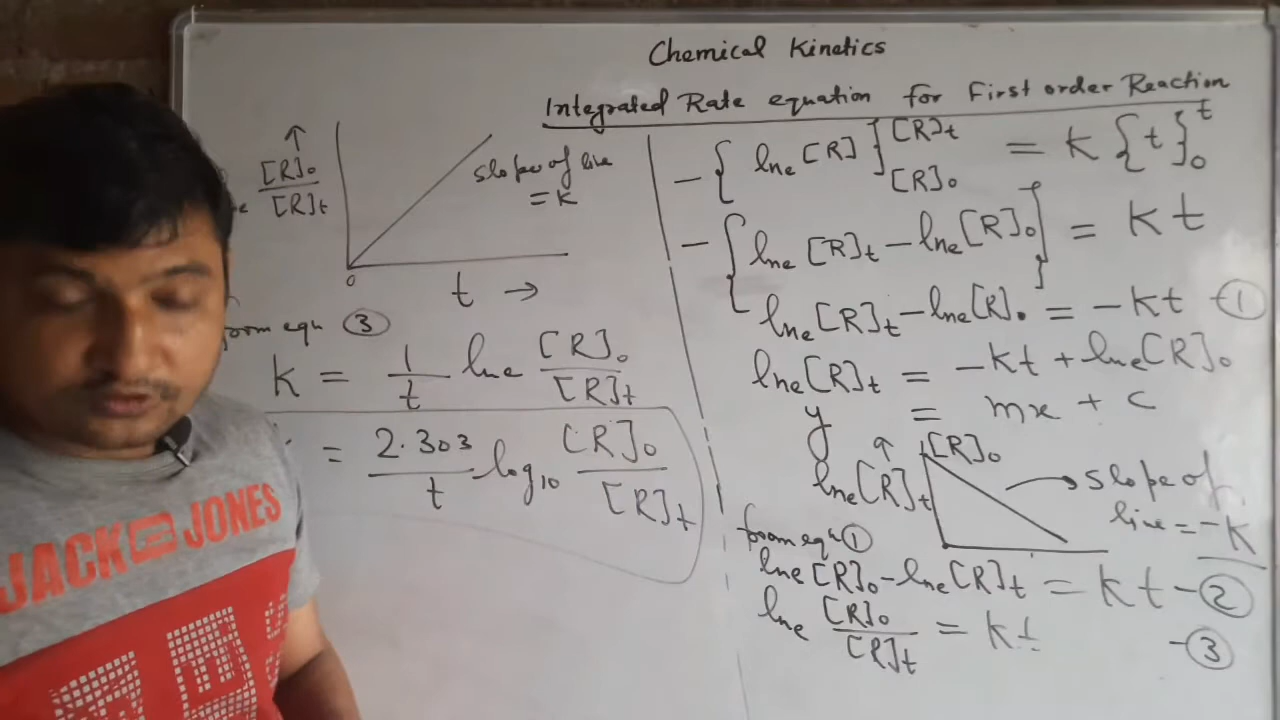 Chemical Kinetics
Integrated Rate equation for First order Reaction
- { lne [R] } [R]t [R]0 = K { t } t 0
- { lne [R]t - lne [R]0 } = Kt
lne [R]t - lne [R]0 = -Kt -①
lne [R]t = -Kt + lne [R]0
y = mx + c
↑ [R]0
lne [R]t
slope of
line = -K
from eqn ①
lne [R]0 - lne [R]t = Kt -②
lne [R]0/[R]t = Kt -③
↑
[R]0/[R]t
slope of line
= K
0
t →
eqn ③
K = 1/t lne [R]0/[R]t
= 2.303/t log10 [R]0/[R]t
JACK JONES